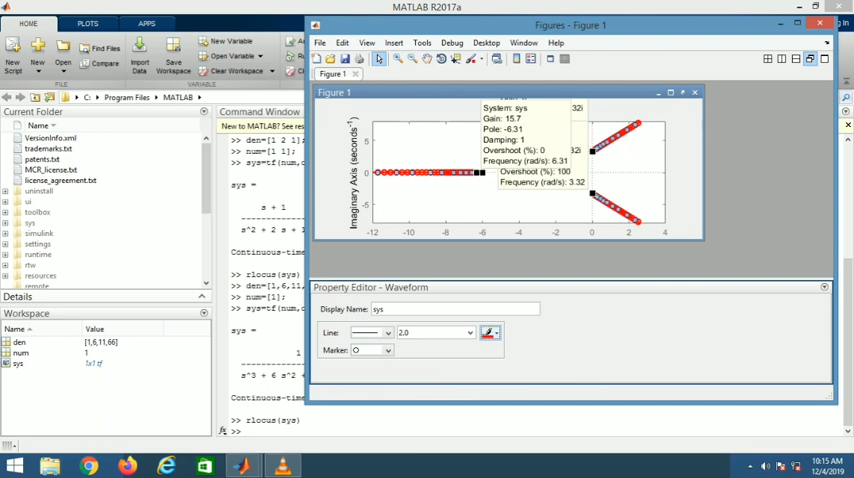 MATLAB R2017a
HOME
PLOTS
APPS
New Script
New
Open
Find Files
Compare
Import Data
Save Workspace
New Variable
Open Variable
Clear Workspace
FILE
VARIABLE
C: Program Files MATLAB
Current Folder
Name
VersionInfo.xml
trademarks.txt
patents.txt
MCR_license.txt
license_agreement.txt
uninstall
ui
toolbox
sys
simulink
settings
runtime
rtw
resources
remote
Details
Workspace
Name Value
den [1,6,11,66]
num 1
sys 1x1 tf
Command Window
New to MATLAB? See res
>> den=[1 2 1];
>> num=[1 1];
>> sys=tf(num,
sys =
s + 1
s^2 + 2 s +
Continuous-time
>> rlocus(sys)
>> den=[1,6,11,
>> num=[1];
>> sys=tf(num,
sys =
1
s^3 + 6 s^2 +
Continuous-time
>> rlocus(sys)
fx >>
Figures - Figure 1
File Edit View Insert Tools Debug Desktop Window Help
Figure 1
Figure 1
System: sys
Gain: 15.7
Pole: -6.31
Damping: 1
Overshoot (%): 0
Frequency (rad/s): 6.31
32i
Overshoot (%): 100
Frequency (rad/s): 3.32
Imaginary Axis (seconds-1)
5
0
-5
-12 -10 -8 -6 -4 -2 0 2 4
Property Editor - Waveform
Display Name: sys
Line: 2.0
Marker:
10:15 AM
12/4/2019